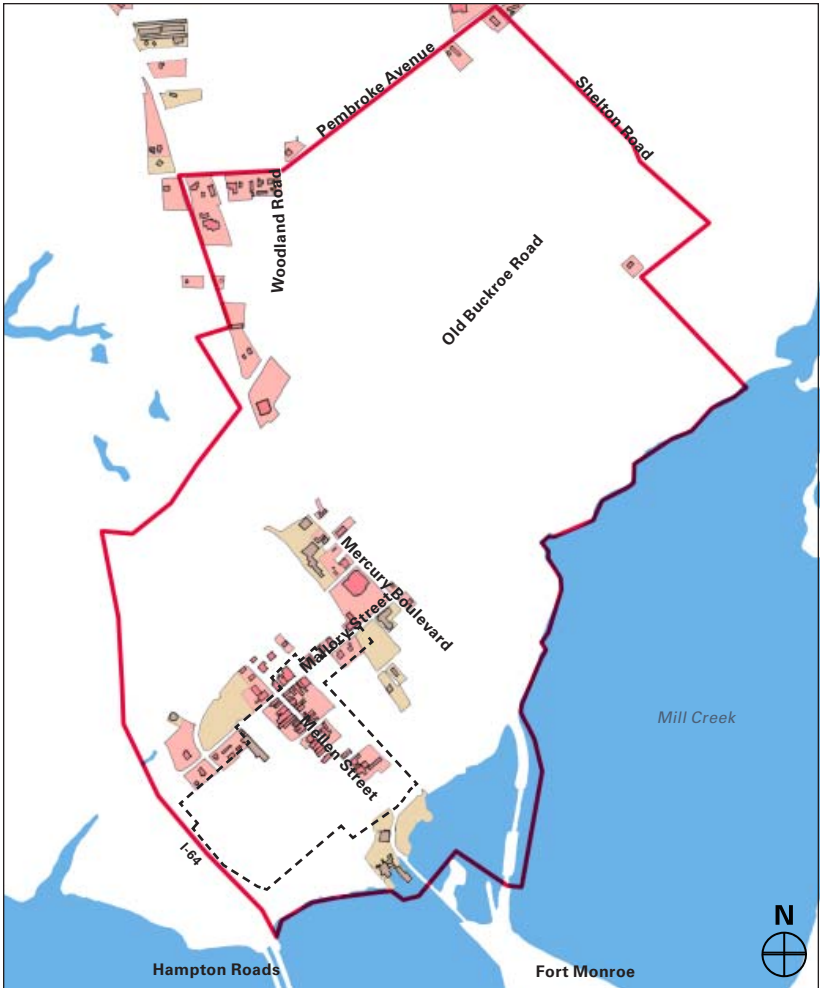 Pembroke Avenue
Shelton Road
Woodland Road
Old Buckroe Road
Mercury Boulevard
Mallory Street
Mellen Street
Mill Creek
I-64
N
Hampton Roads
Fort Monroe